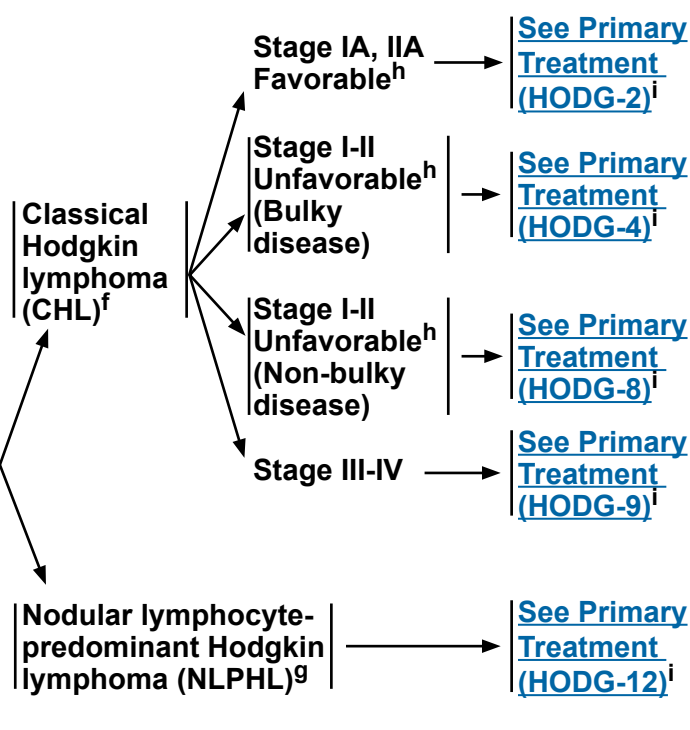 Stage IA, IIA
Favorableʰ
See Primary
Treatment
(HODG-2)ⁱ
Stage I-II
Unfavorableʰ
(Bulky
disease)
See Primary
Treatment
(HODG-4)ⁱ
Classical
Hodgkin
lymphoma
(CHL)ᶠ
Stage I-II
Unfavorableʰ
(Non-bulky
disease)
See Primary
Treatment
(HODG-8)ⁱ
Stage III-IV
See Primary
Treatment
(HODG-9)ⁱ
Nodular lymphocyte-
predominant Hodgkin
lymphoma (NLPHL)ᵍ
See Primary
Treatment
(HODG-12)ⁱ